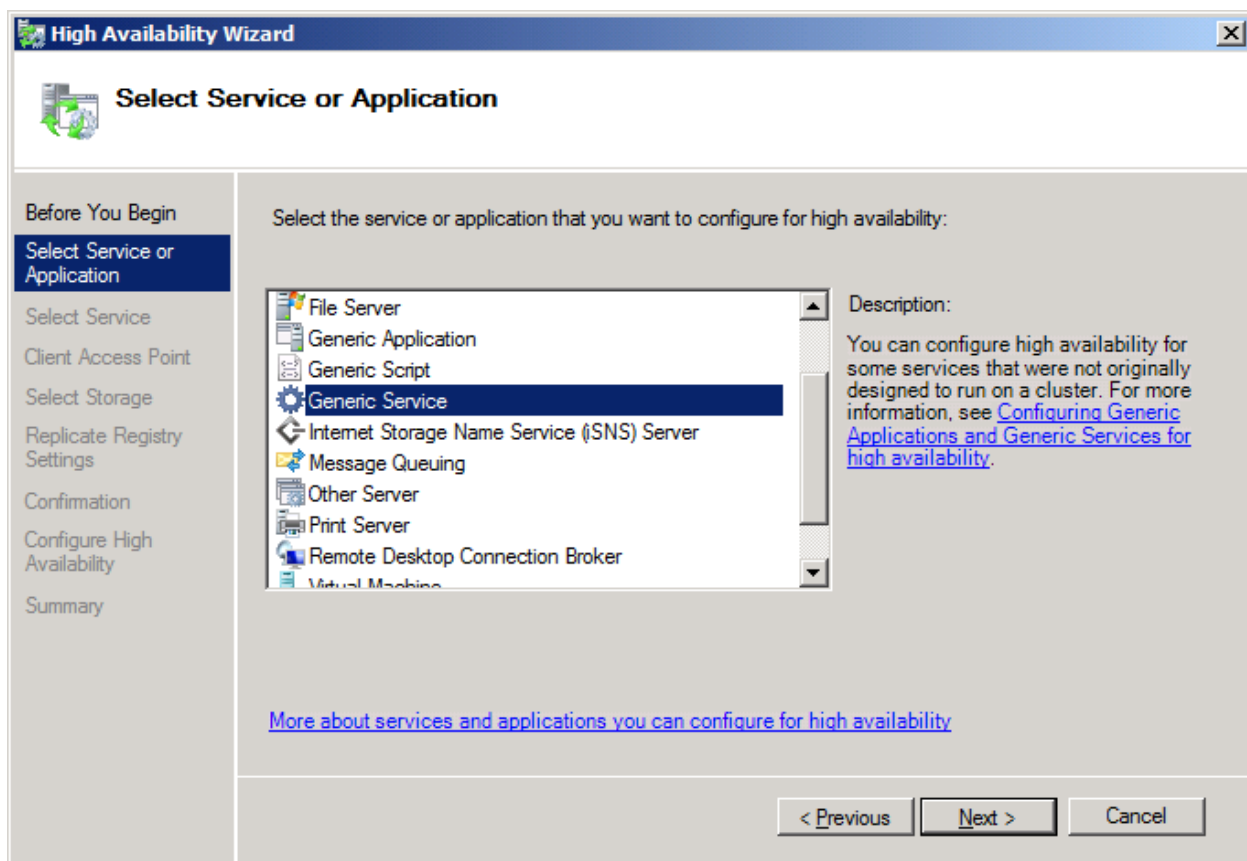 High Availability Wizard
Select Service or Application
Before You Begin
Select Service or
Application
Select Service
Client Access Point
Select Storage
Replicate Registry
Settings
Confirmation
Configure High
Availability
Summary
Select the service or application that you want to configure for high availability:
File Server
Generic Application
Generic Script
Generic Service
Internet Storage Name Service (iSNS) Server
Message Queuing
Other Server
Print Server
Remote Desktop Connection Broker
Virtual Machine
Description:
You can configure high availability for
some services that were not originally
designed to run on a cluster. For more
information, see Configuring Generic
Applications and Generic Services for
high availability.
More about services and applications you can configure for high availability
< Previous
Next >
Cancel